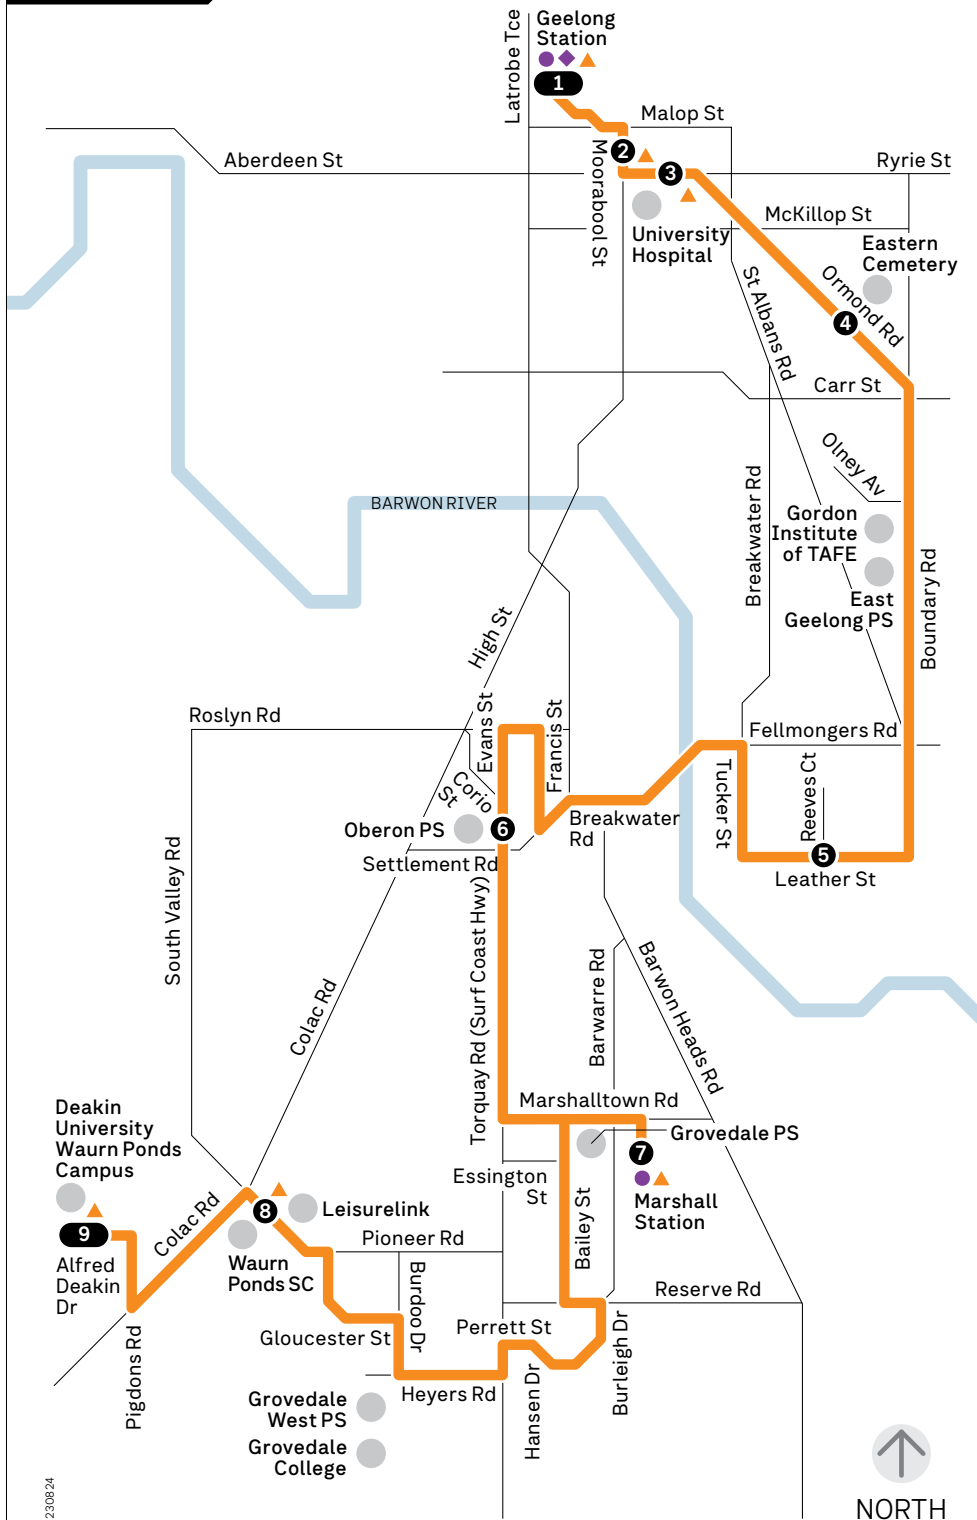 Geelong
Station
Latrobe Tce
1
Malop St
2
Aberdeen St
Moorabool St
3
Ryrie St
McKillop St
University
Hospital
Eastern
Cemetery
Ormond Rd
St Albans Rd
4
Carr St
Olney Av
Breakwater Rd
BARWON RIVER
Gordon
Institute
of TAFE
East
Geelong PS
Boundary Rd
High St
Evans St
Francis St
Roslyn Rd
Fellmongers Rd
Corio
St
Tucker St
Reeves Ct
Oberon PS
6
Breakwater
Rd
Settlement Rd
5
Leather St
South Valley Rd
Torquay Rd (Surf Coast Hwy)
Colac Rd
Barwarre Rd
Barwon Heads Rd
Marshalltown Rd
Deakin
University
Waurn Ponds
Campus
Grovedale PS
7
Essington
St
Marshall
Station
Bailey St
9
Alfred
Deakin
Dr
Colac Rd
8
Leisurelink
Waurn
Ponds SC
Pioneer Rd
Burdoo Dr
Reserve Rd
Pigdons Rd
Gloucester St
Perrett St
Burleigh Dr
Hansen Dr
Heyers Rd
Grovedale
West PS
Grovedale
College
230824
NORTH